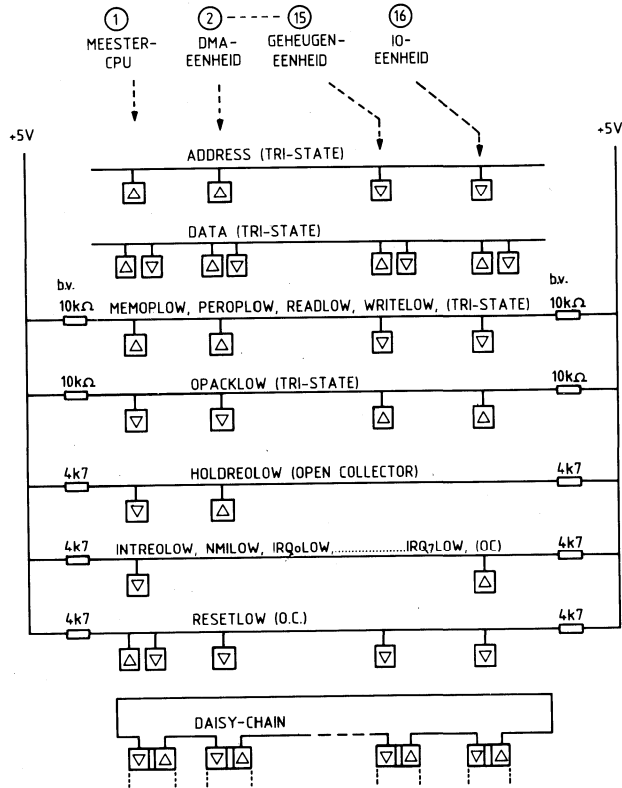 1 2 15 16
MEESTER-
CPU
DMA-
EENHEID
GEHEUGEN-
EENHEID
IO-
EENHEID
+5V +5V
ADDRESS (TRI-STATE)
DATA (TRI-STATE)
b.v. b.v.
10kΩ MEMOPLOW, PEROPLOW, READLOW, WRITELOW, (TRI-STATE) 10kΩ
10kΩ OPACKLOW (TRI-STATE) 10kΩ
4k7 HOLDREOLOW (OPEN COLLECTOR) 4k7
4k7 INTREOLOW, NMILOW, IRQ0LOW,......................IRQ7LOW, (OC) 4k7
4k7 RESETLOW (O.C.) 4k7
DAISY-CHAIN